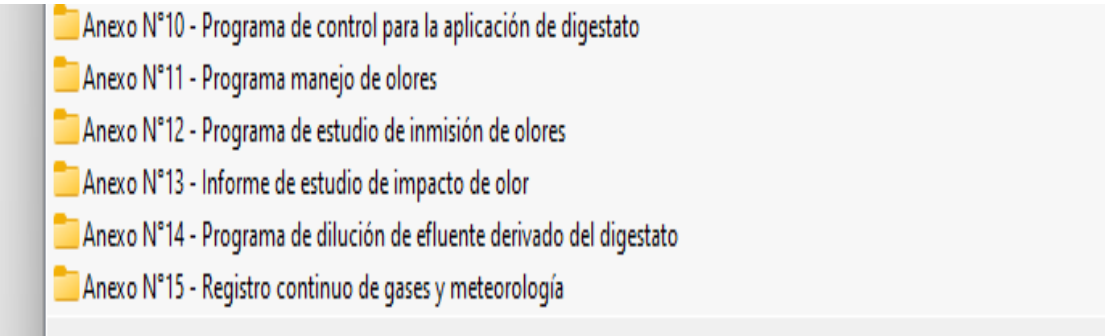 Anexo N°10 - Programa de control para la aplicación de digestato
Anexo N°11 - Programa manejo de olores
Anexo N°12 - Programa de estudio de inmisión de olores
Anexo N°13 - Informe de estudio de impacto de olor
Anexo N°14 - Programa de dilución de efluente derivado del digestato
Anexo N°15 - Registro continuo de gases y meteorología